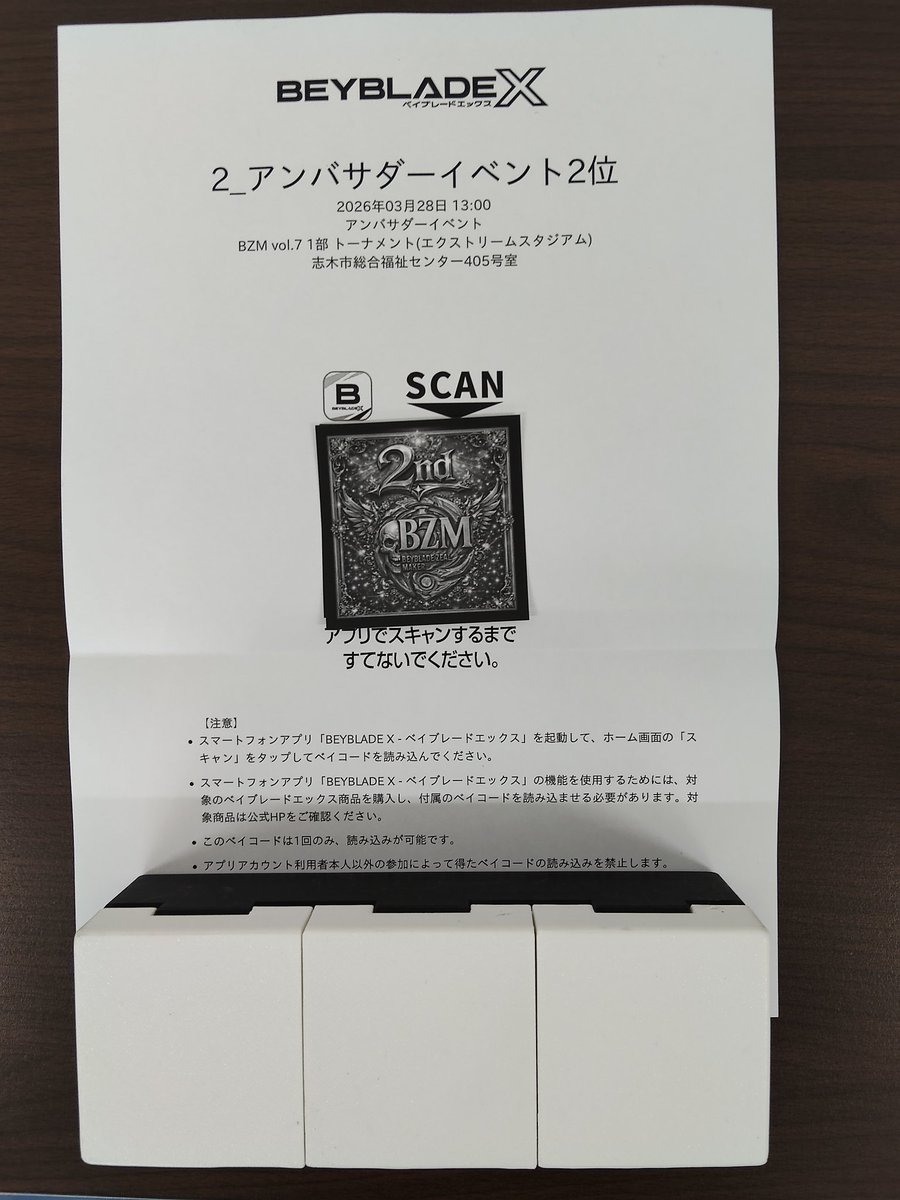 BEYBLADE X
ベイブレードエックス
2_アンバサダーイベント2位
2026年03月28日 13:00
アンバサダーイベント
BZM vol.7 1部 トーナメント(エクストリームスタジアム)
志木市総合福祉センター405号室
B
BEYBLADE X
SCAN
2nd
BZM
BEYBLADE ZEAL
MAKER
アプリでスキャンするまで
すてないでください。
【注意】
• スマートフォンアプリ「BEYBLADE X - ベイブレードエックス」を起動して、ホーム画面の「ス
キャン」をタップしてベイコードを読み込んでください。
• スマートフォンアプリ「BEYBLADE X - ベイブレードエックス」の機能を使用するためには、対
象のベイブレードエックス商品を購入し、付属のベイコードを読み込ませる必要があります。対
象商品は公式HPをご確認ください。
• このベイコードは1回のみ、読み込みが可能です。
• アプリアカウント利用者本人以外の参加によって得たベイコードの読み込みを禁止します。